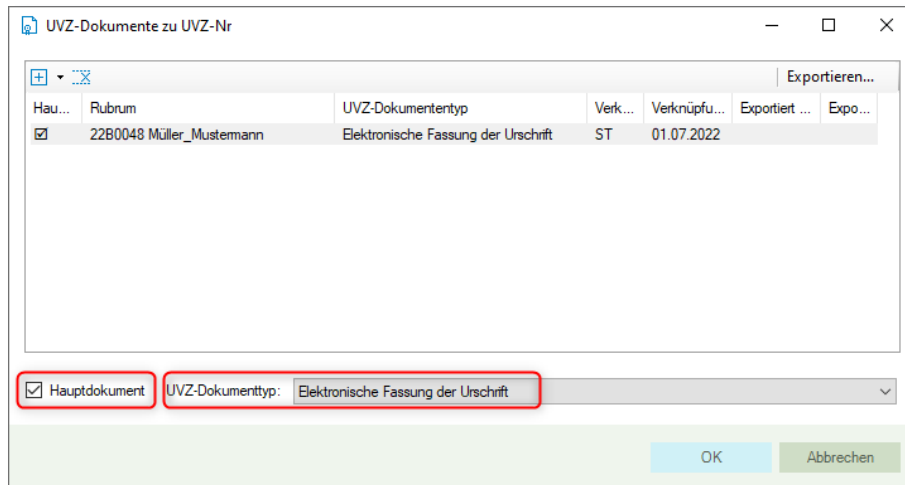 UVZ-Dokumente zu UVZ-Nr
Exportieren...
Hau... Rubrum UVZ-Dokumententyp Verk... Verknüpfu... Exportiert ... Expo...
22B0048 Müller_Mustermann Elektronische Fassung der Urschrift ST 01.07.2022
Hauptdokument UVZ-Dokumenttyp: Elektronische Fassung der Urschrift
OK Abbrechen